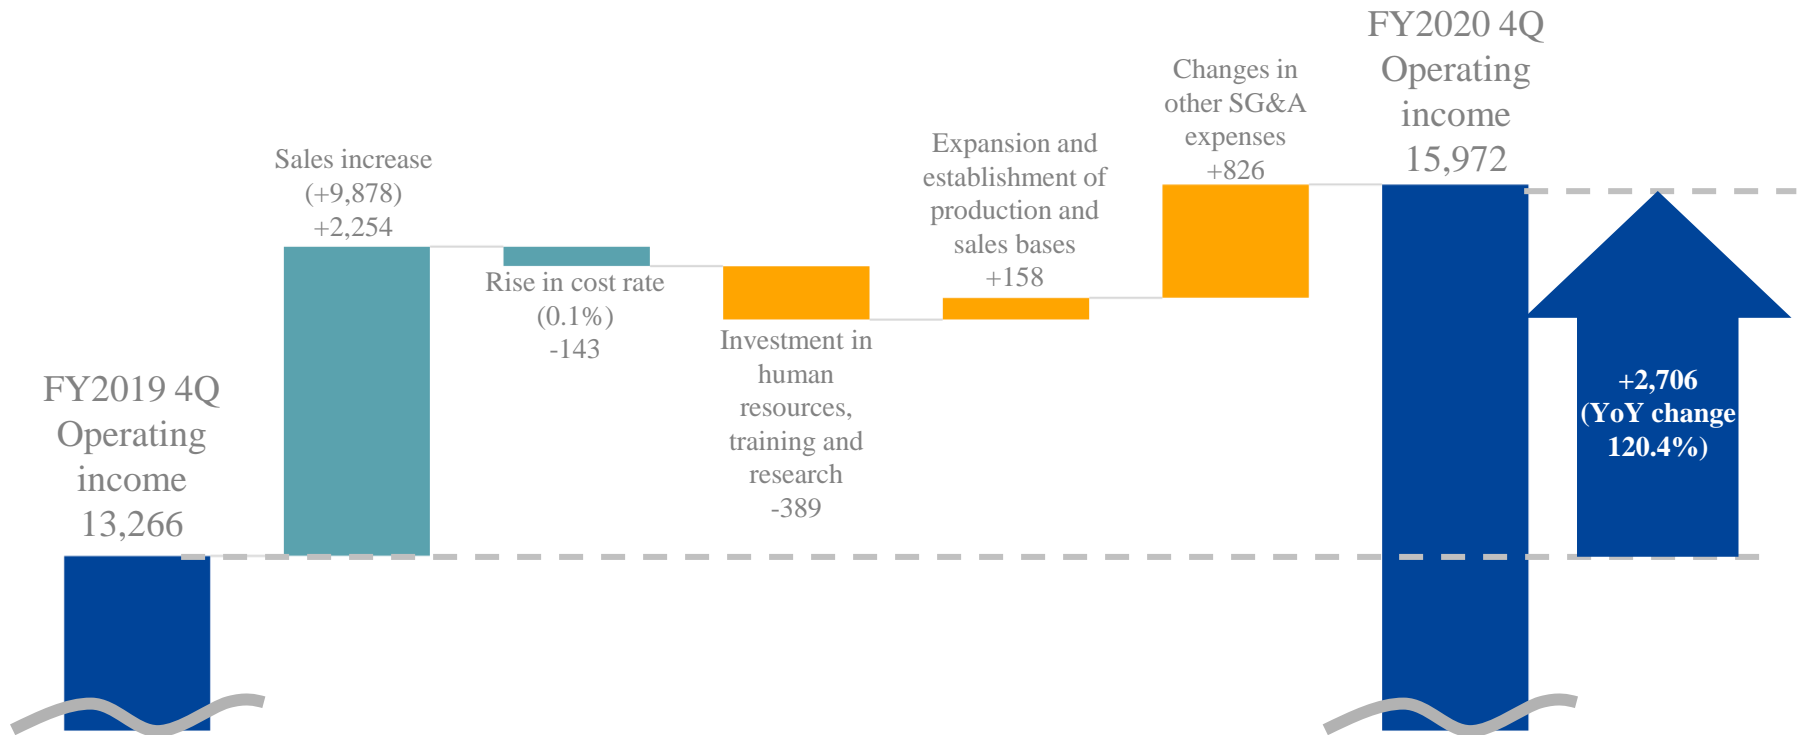 FY2019 4Q
Operating
income
13,266
Sales increase
(+9,878)
+2,254
Rise in cost rate
(0.1%)
-143
Investment in
human
resources,
training and
research
-389
Expansion and
establishment of
production and
sales bases
+158
Changes in
other SG&A
expenses
+826
FY2020 4Q
Operating
income
15,972
+2,706
(YoY change
120.4%)